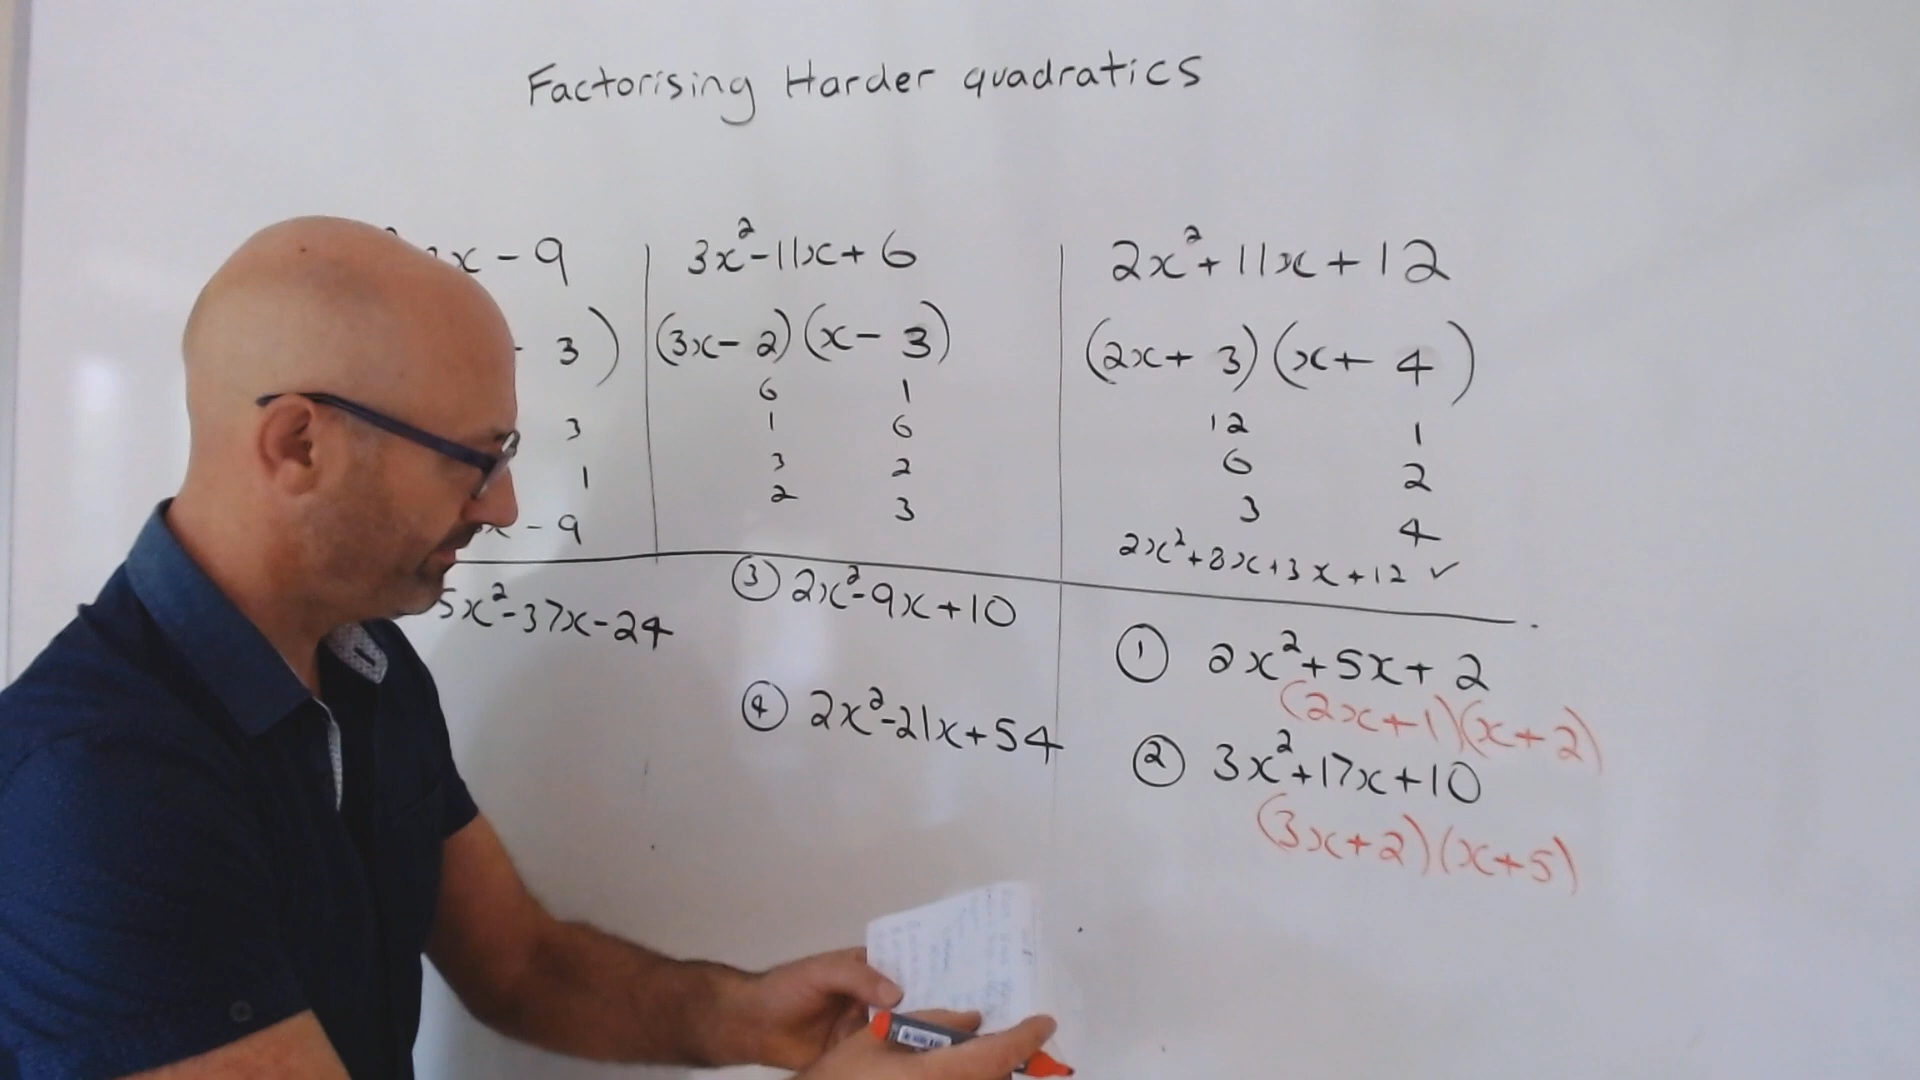 Factorising Harder quadratics
x - 9
3)
3
1
- 9
3x² - 11x + 6
(3x - 2)(x - 3)
6 1
1 6
3 2
2 3
2x² + 11x + 12
(2x + 3)(x + 4)
12 1
6 2
3 4
2x² + 8x + 3x + 12 ✓
5x² - 37x - 24
③ 2x² - 9x + 10
④ 2x² - 21x + 54
① 2x² + 5x + 2
(2x + 1)(x + 2)
② 3x² + 17x + 10
(3x + 2)(x + 5)